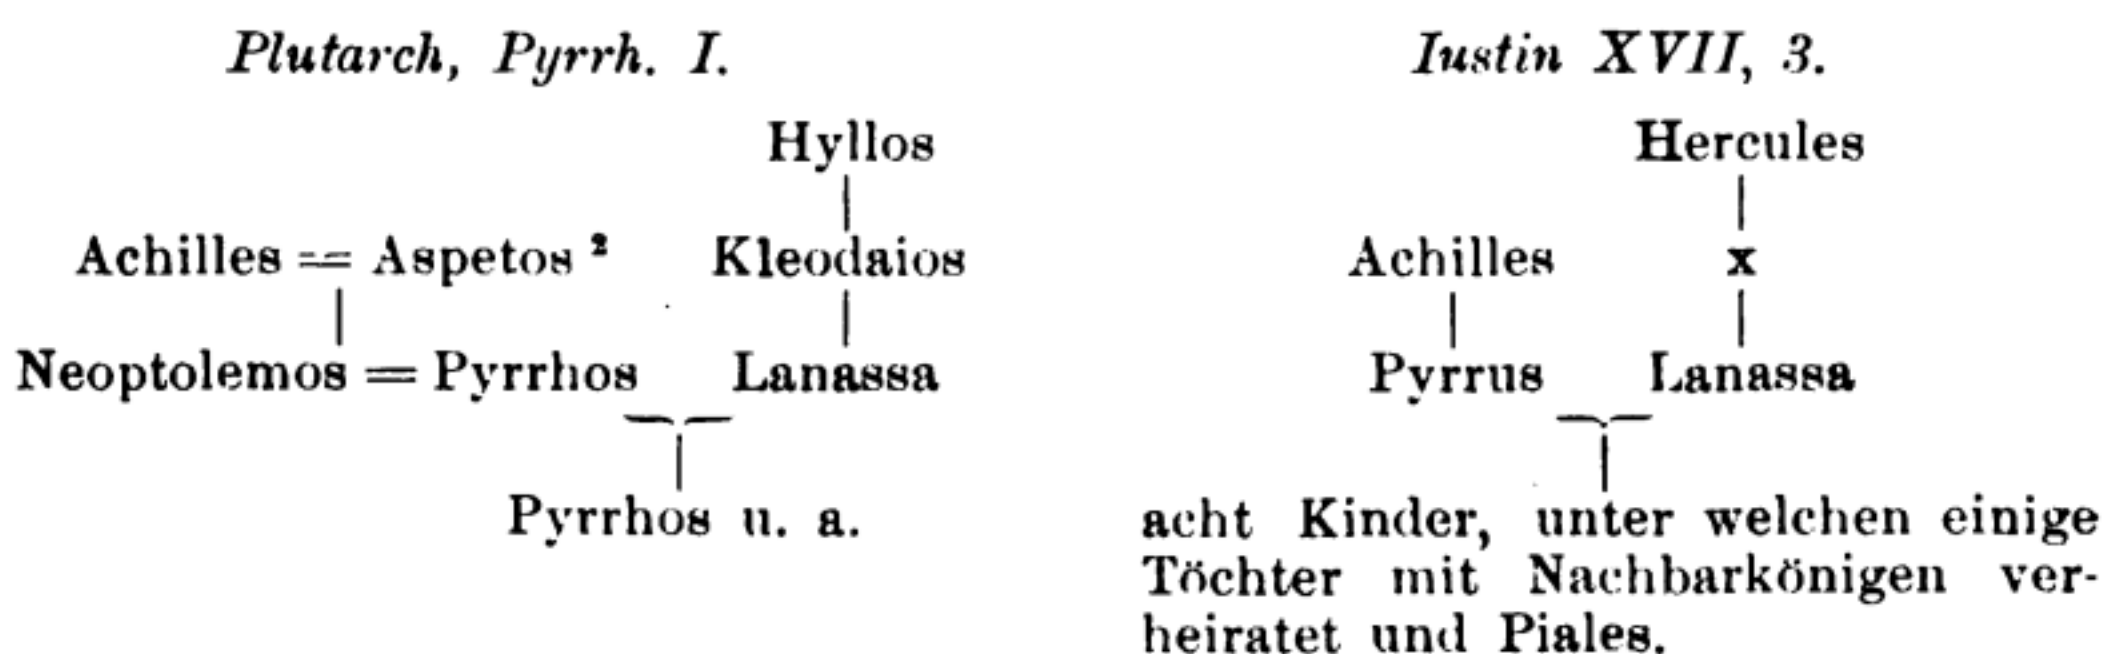 Plutarch, Pyrrh. I.
Hyllos
Achilles = Aspetos ² Kleodaios
Neoptolemos = Pyrrhos Lanassa
Pyrrhos u. a.
Iustin XVII, 3.
Hercules
Achilles x
Pyrrus Lanassa
acht Kinder, unter welchen einige
Töchter mit Nachbarkönigen ver-
heiratet und Piales.